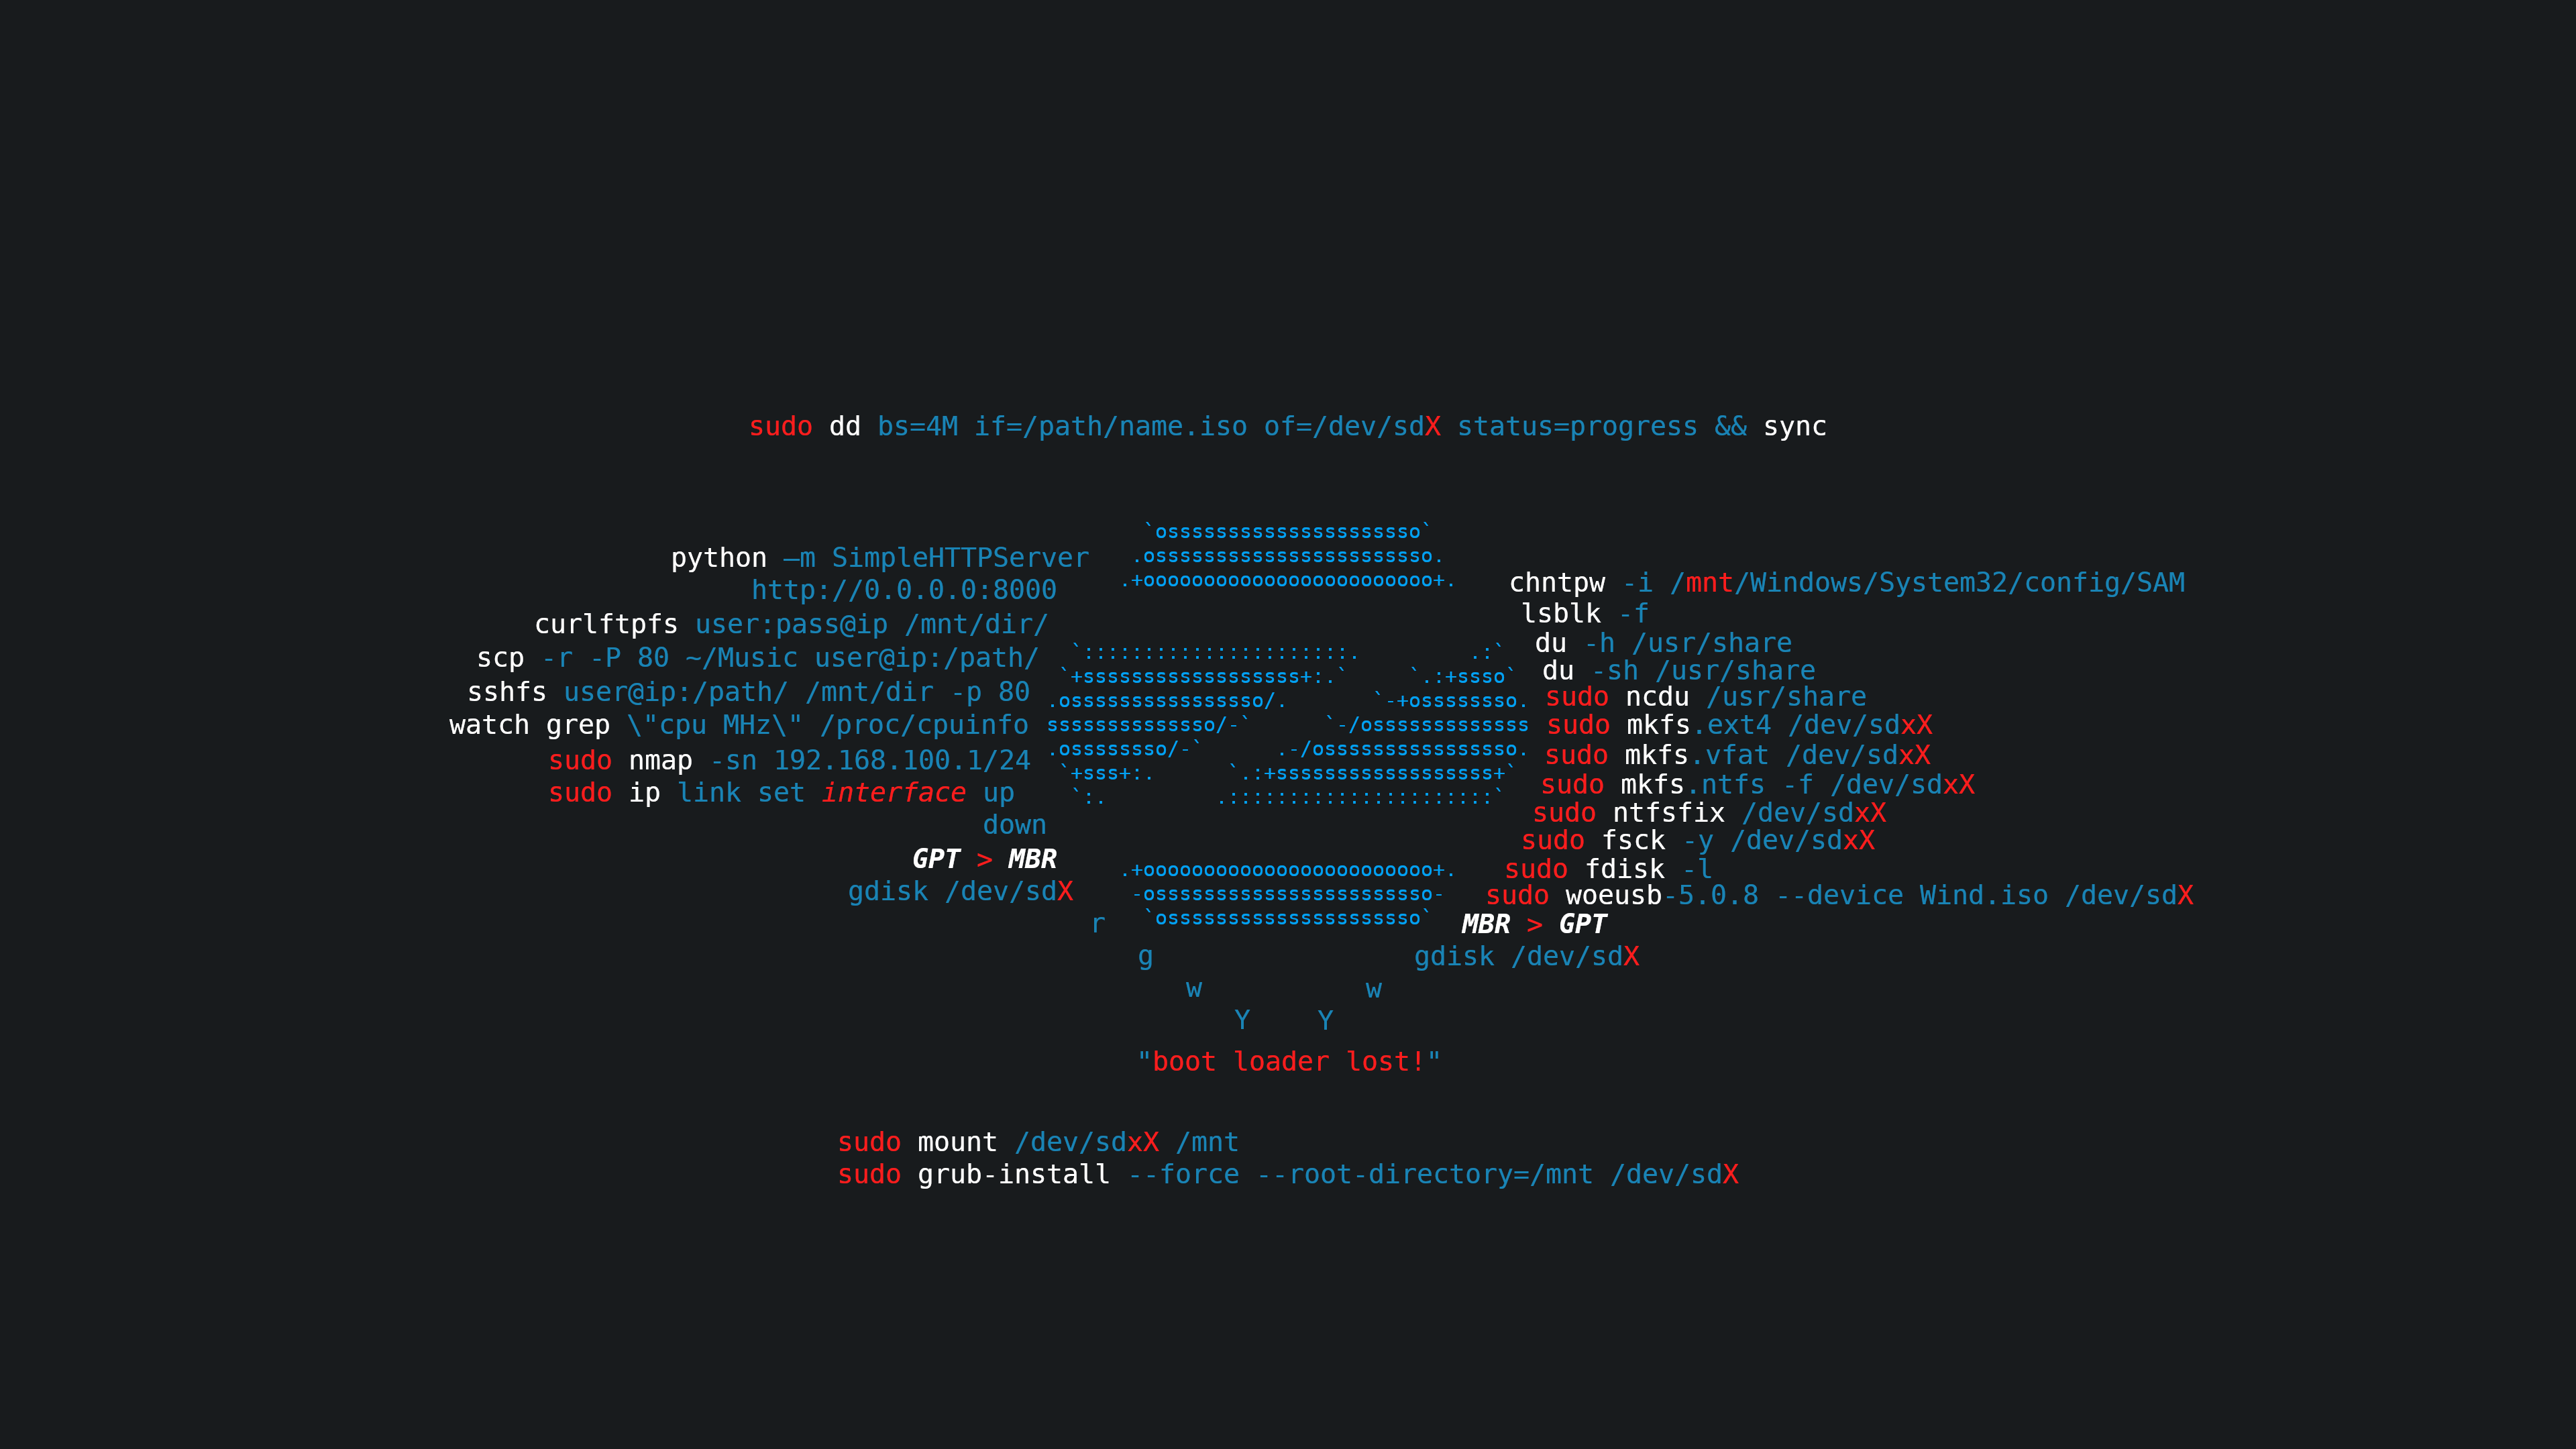 sudo dd bs=4M if=/path/name.iso of=/dev/sdX status=progress && sync
python –m SimpleHTTPServer
http://0.0.0.0:8000
curlftpfs user:pass@ip /mnt/dir/
scp -r -P 80 ~/Music user@ip:/path/
sshfs user@ip:/path/ /mnt/dir -p 80
watch grep \"cpu MHz\" /proc/cpuinfo
sudo nmap -sn 192.168.100.1/24
sudo ip link set interface up
down
GPT > MBR
gdisk /dev/sdX
r
g
w
Y
`osssssssssssssssssssso`
.osssssssssssssssssssssso.
.+oooooooooooooooooooooooo+.
`::::::::::::::::::::::. .:`
`+ssssssssssssssssss+:.` `.:+ssso`
.ossssssssssssssso/. `-+ossssssso.
ssssssssssssso/-` `-/osssssssssssss
.ossssssso/-` .-/ossssssssssssssso.
`+sss+:. `.:+ssssssssssssssssss+`
`:. .::::::::::::::::::::::`
.+oooooooooooooooooooooooo+.
-osssssssssssssssssssssso-
`osssssssssssssssssssso`
chntpw -i /mnt/Windows/System32/config/SAM
lsblk -f
du -h /usr/share
du -sh /usr/share
sudo ncdu /usr/share
sudo mkfs.ext4 /dev/sdxX
sudo mkfs.vfat /dev/sdxX
sudo mkfs.ntfs -f /dev/sdxX
sudo ntfsfix /dev/sdxX
sudo fsck -y /dev/sdxX
sudo fdisk -l
sudo woeusb-5.0.8 --device Wind.iso /dev/sdX
MBR > GPT
gdisk /dev/sdX
w
Y
"boot loader lost!"
sudo mount /dev/sdxX /mnt
sudo grub-install --force --root-directory=/mnt /dev/sdX